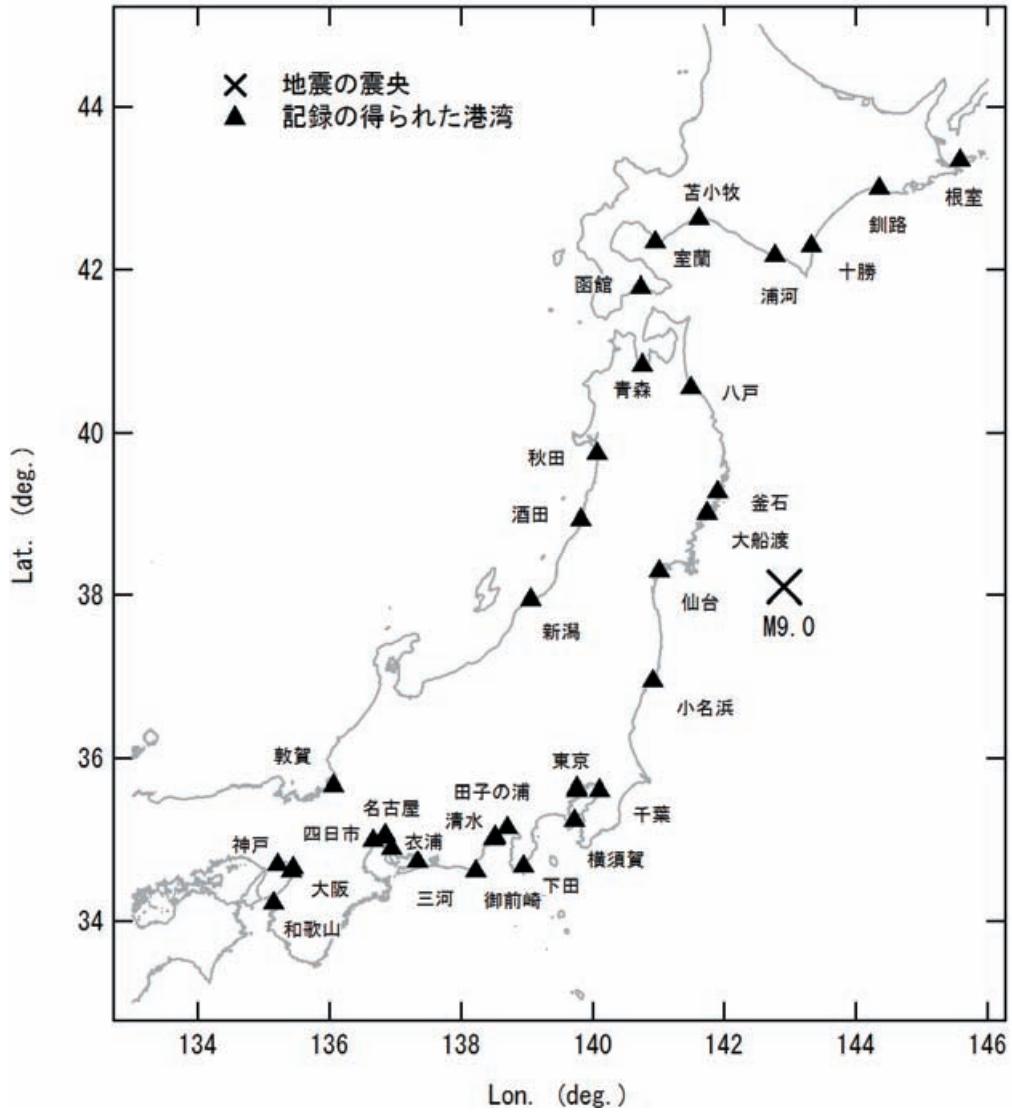 地震の震央
記録の得られた港湾
44
42
40
38
36
34
Lat. (deg.)
苫小牧
根室
釧路
室蘭
十勝
函館
浦河
青森
八戸
秋田
釜石
酒田
大船渡
仙台
新潟
M9.0
小名浜
敦賀
東京
田子の浦
名古屋
千葉
清水
四日市
衣浦
神戸
横須賀
大阪
下田
三河
御前崎
和歌山
134
136
138
140
142
144
146
Lon. (deg.)